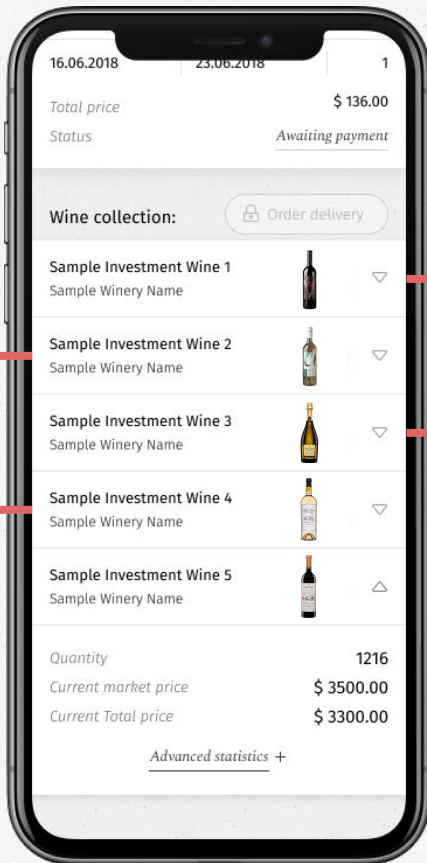 16.06.2018 23.06.2018 1
Total price $ 136.00
Status Awaiting payment
Wine collection: Order delivery
Sample Investment Wine 1
Sample Winery Name
Sample Investment Wine 2
Sample Winery Name
Sample Investment Wine 3
Sample Winery Name
Sample Investment Wine 4
Sample Winery Name
Sample Investment Wine 5
Sample Winery Name
Quantity 1216
Current market price $ 3500.00
Current Total price $ 3300.00
Advanced statistics +